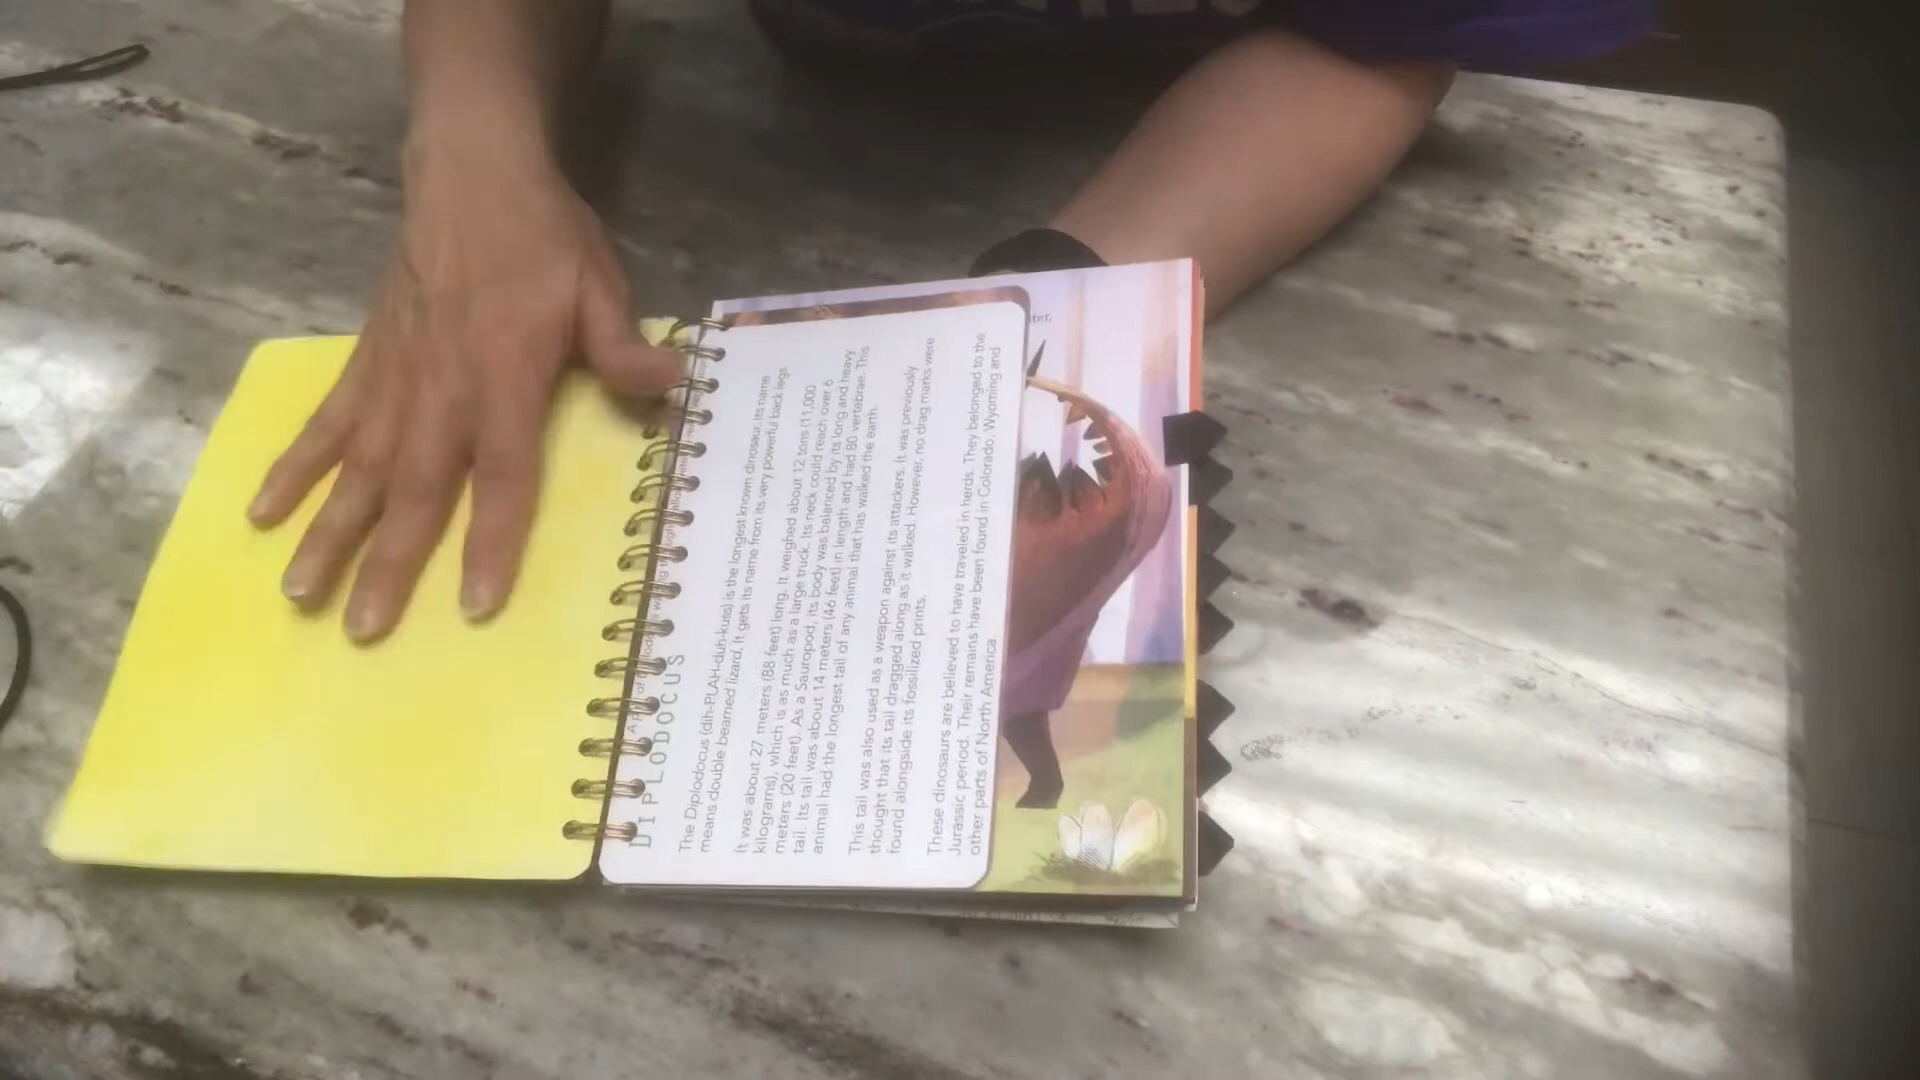 DIPLODOCUS
The Diplodocus (dih-PLAH-duh-kuss) is the longest known dinosaur. Its name
means double beamed lizard. It gets its name from its very powerful back legs.
It was about 27 meters (88 feet) long. It weighed about 12 tons (11,000
kilograms), which is as much as a large truck. Its neck could reach over 6
meters (20 feet). As a Sauropod, its body was balanced by its long and heavy
tail. Its tail was about 14 meters (46 feet) in length and had 80 vertebrae. This
animal had the longest tail of any animal that has walked the earth.
This tail was also used as a weapon against its attackers. It was previously
thought that its tail dragged along as it walked. However, no drag marks were
found alongside its fossilized prints.
These dinosaurs are believed to have traveled in herds. They belonged to the
Jurassic period. Their remains have been found in Colorado, Wyoming and
other parts of North America.